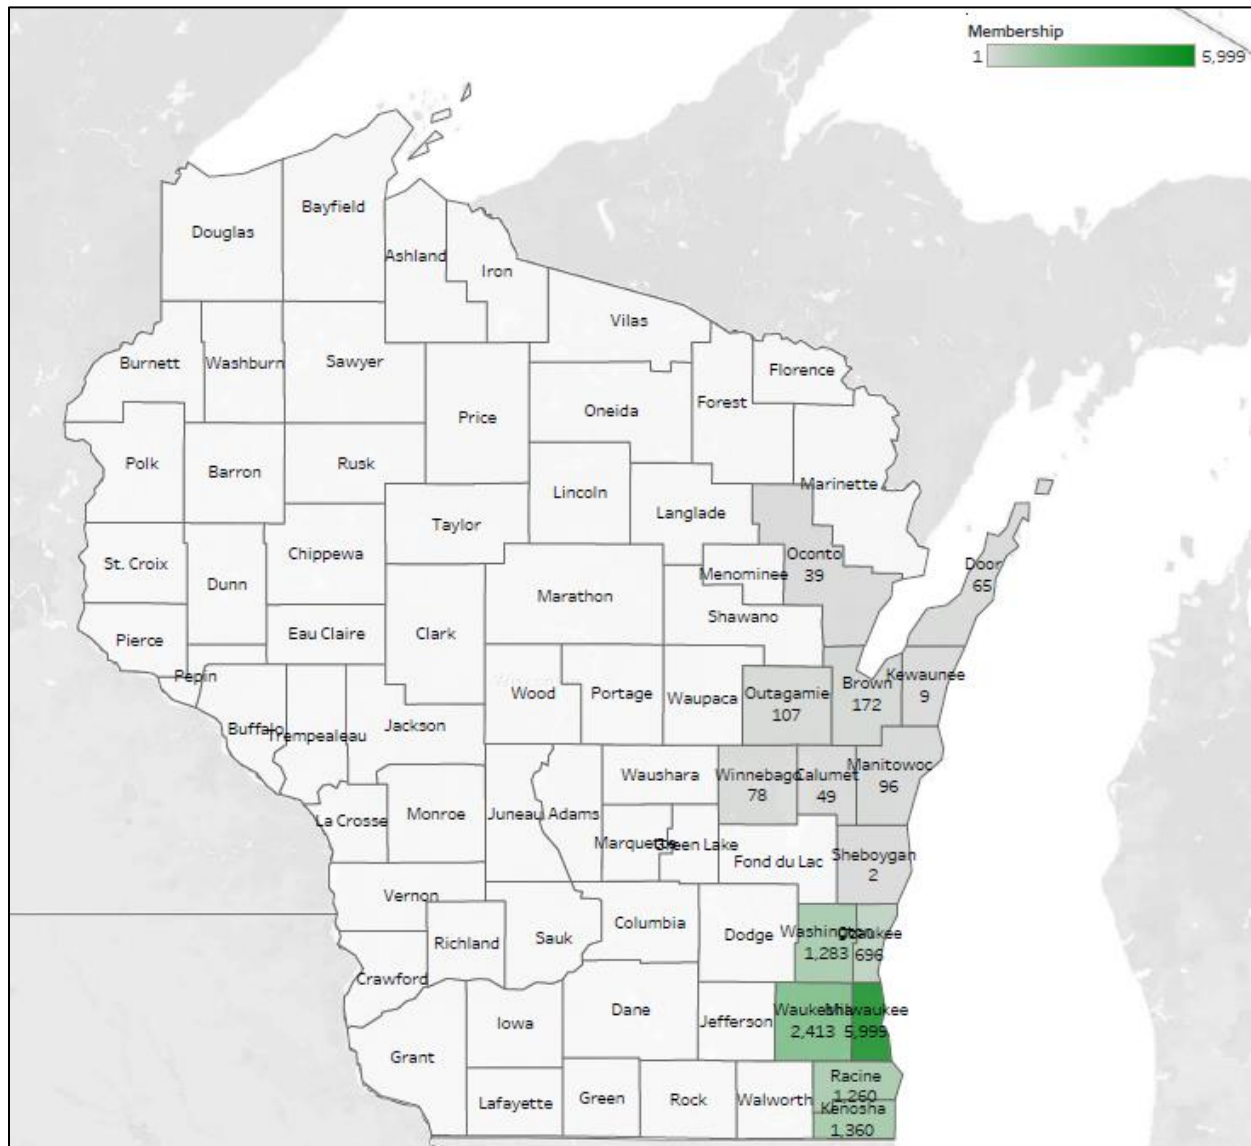 Membership
1 5,999
Bayfield
Douglas
Ashland
Iron
Vilas
Burnett
Washburn
Sawyer
Florence
Price
Oneida
Forest
Polk
Barron
Rusk
Lincoln
Marinette
Langlade
Taylor
Chippewa
Oconto
39
Door
65
St. Croix
Dunn
Menominee
Marathon
Shawano
Pierce
Eau Claire
Clark
Pepin
Wood
Portage
Waupaca
Outagamie
107
Brown
172
Kewaunee
9
Buffalo
Trempealeau
Jackson
Waushara
Winnebago
78
Calumet
49
Manitowoc
96
La Crosse
Monroe
Juneau
Adams
Marquette
Green Lake
Fond du Lac
Sheboygan
2
Vernon
Columbia
Dodge
Washington
1,283
Ozaukee
696
Richland
Sauk
Crawford
Dane
Jefferson
Waukesha
2,413
Milwaukee
5,999
Iowa
Grant
Racine
1,260
Lafayette
Green
Rock
Walworth
Kenosha
1,360